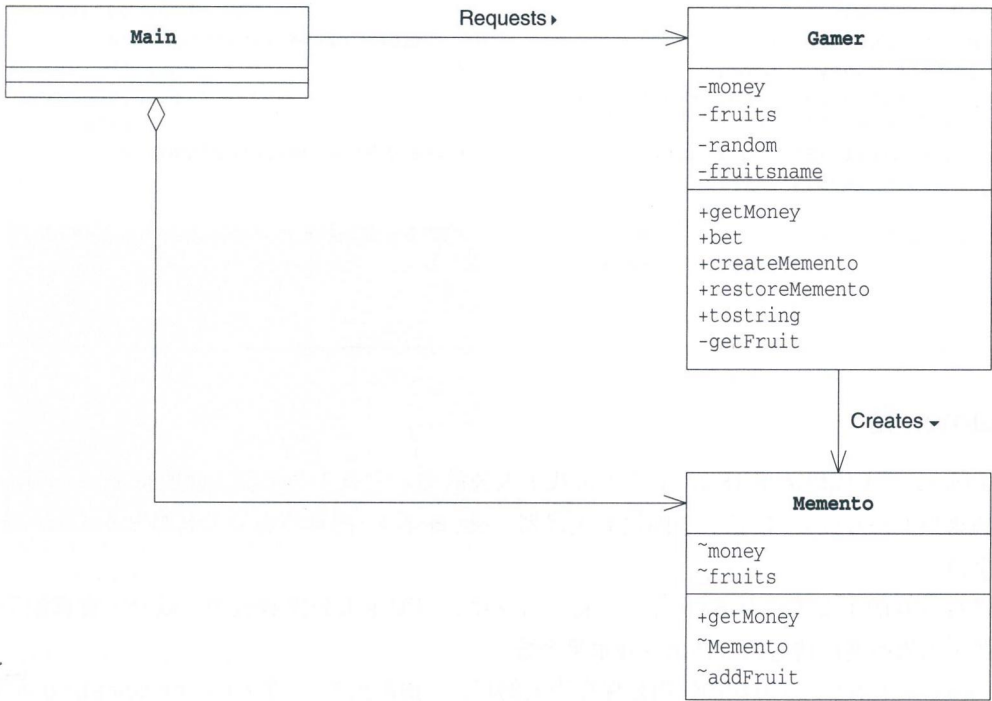 Requests ▸
Main
Gamer
-money
-fruits
-random
-fruitsname
+getMoney
+bet
+createMemento
+restoreMemento
+tostring
-getFruit
Creates ▾
Memento
~money
~fruits
+getMoney
~Memento
~addFruit